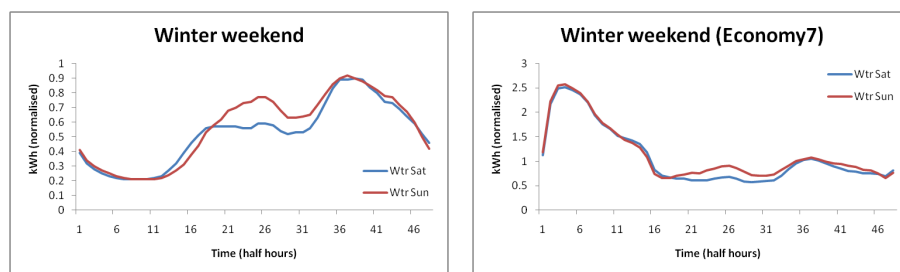 Winter weekend
kWh (normalised)
1
0.9
0.8
0.7
0.6
0.5
0.4
0.3
0.2
0.1
0
Wtr Sat
Wtr Sun
1 6 11 16 21 26 31 36 41 46
Time (half hours)
Winter weekend (Economy7)
kWh (normalised)
3
2.5
2
1.5
1
0.5
0
Wtr Sat
Wtr Sun
1 6 11 16 21 26 31 36 41 46
Time (half hours)